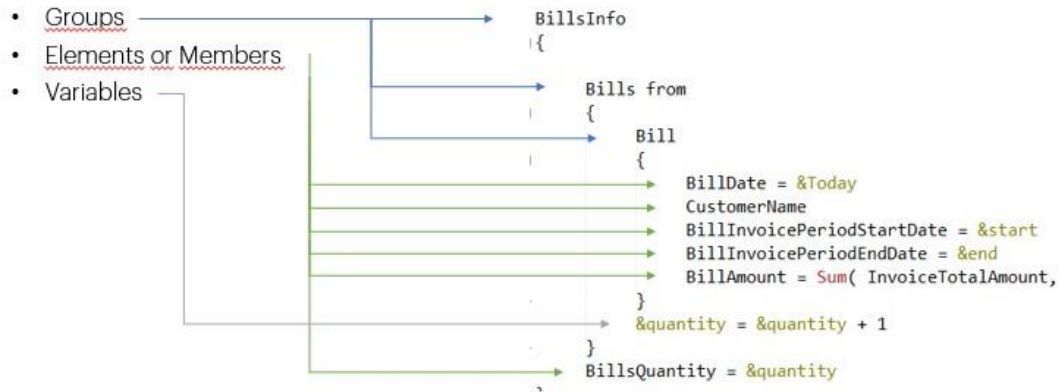 • Groups
• Elements or Members
• Variables
BillsInfo
{
Bills from
{
Bill
{
BillDate = &Today
CustomerName
BillInvoicePeriodStartDate = &start
BillInvoicePeriodEndDate = &end
BillAmount = Sum( InvoiceTotalAmount,
}
&quantity = &quantity + 1
}
BillsQuantity = &quantity
}